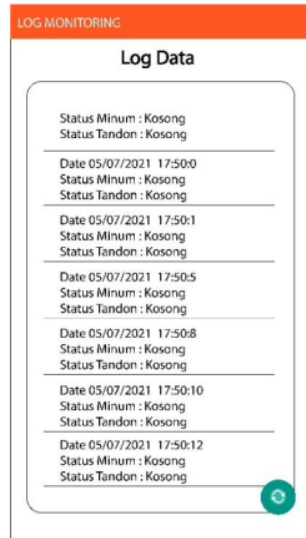 LOG MONITORING
Log Data
Status Minum : Kosong
Status Tandon : Kosong
Date 05/07/2021 17:50:0
Status Minum : Kosong
Status Tandon : Kosong
Date 05/07/2021 17:50:1
Status Minum : Kosong
Status Tandon : Kosong
Date 05/07/2021 17:50:5
Status Minum : Kosong
Status Tandon : Kosong
Date 05/07/2021 17:50:8
Status Minum : Kosong
Status Tandon : Kosong
Date 05/07/2021 17:50:10
Status Minum : Kosong
Status Tandon : Kosong
Date 05/07/2021 17:50:12
Status Minum : Kosong
Status Tandon : Kosong